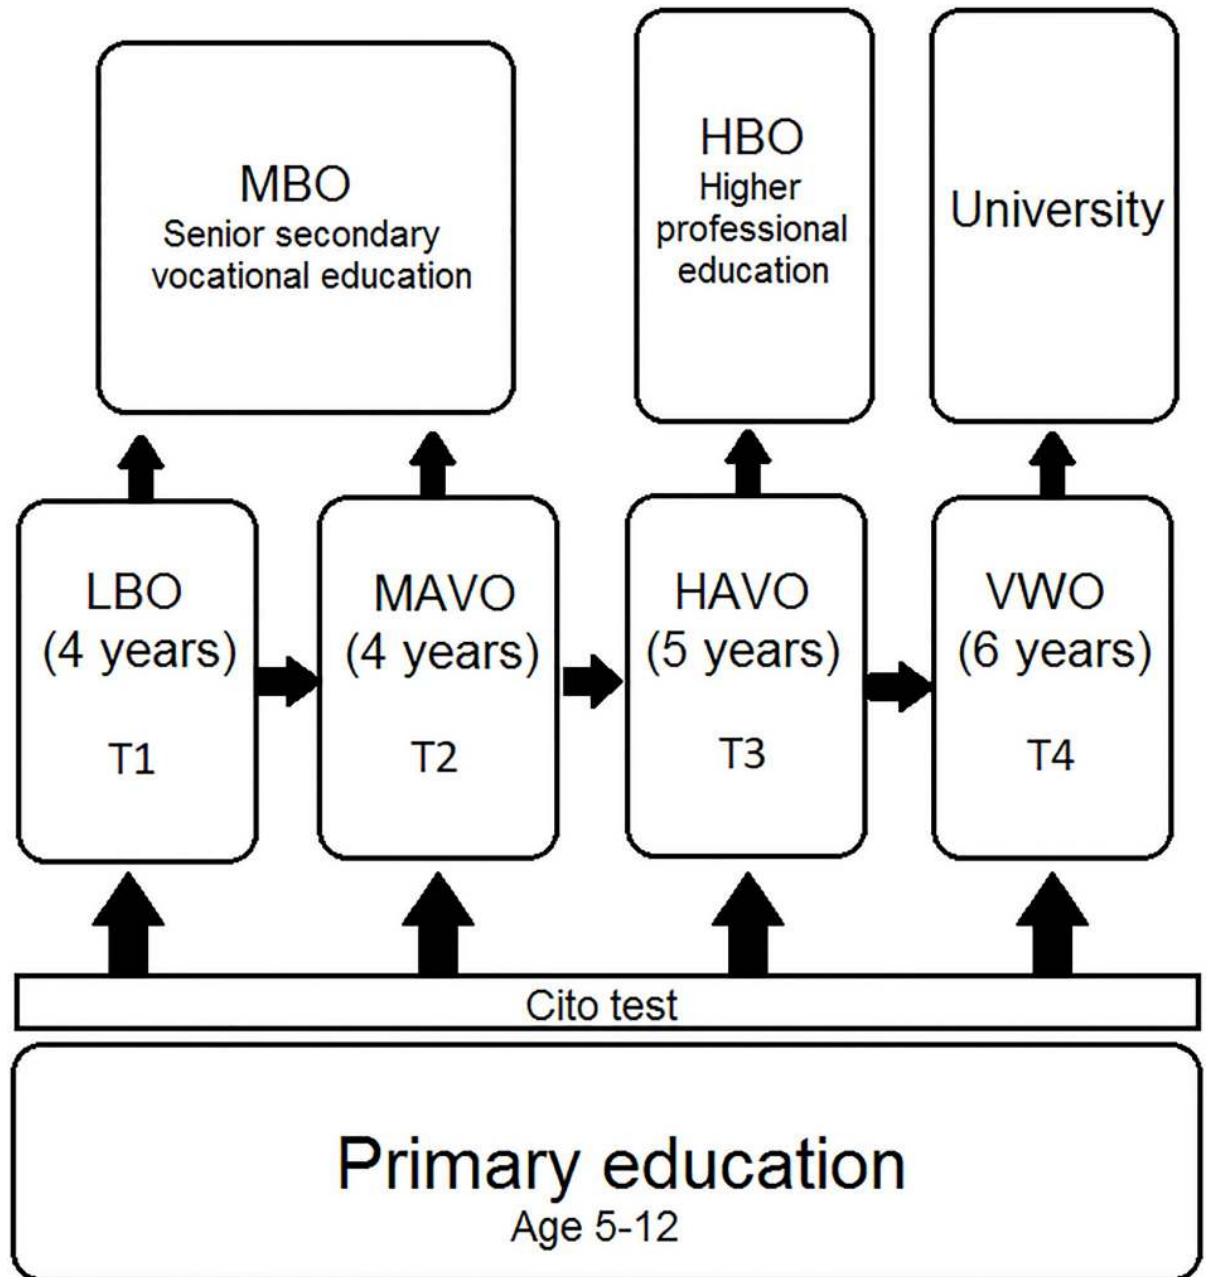 MBO
Senior secondary
vocational education
HBO
Higher
professional
education
University
LBO
(4 years)
T1
MAVO
(4 years)
T2
HAVO
(5 years)
T3
VWO
(6 years)
T4
Cito test
Primary education
Age 5-12